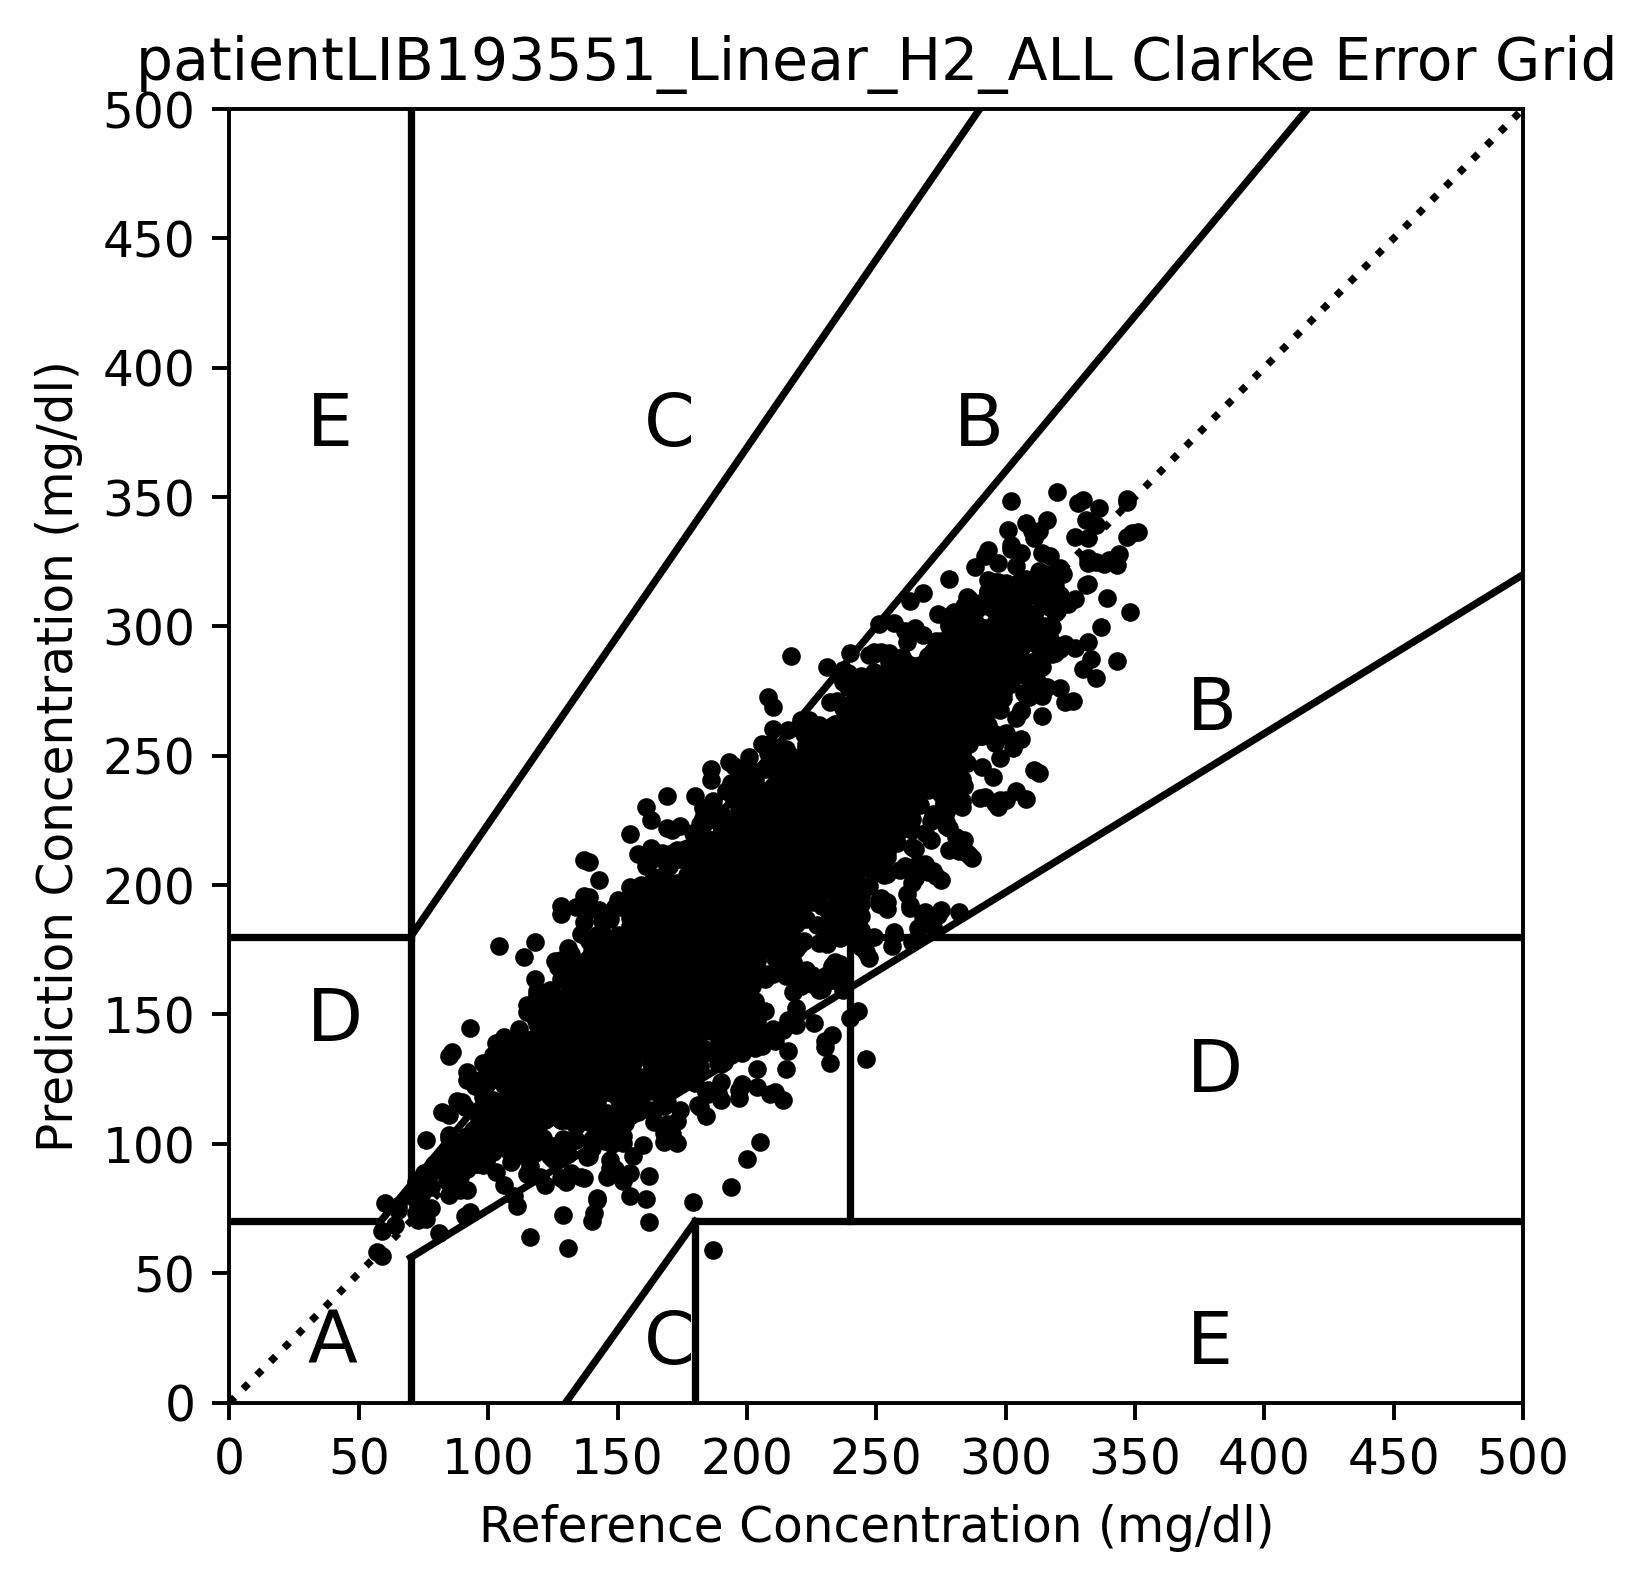 patientLIB193551_Linear_H2_ALL Clarke Error Grid
500
450
400
350
300
250
200
150
100
50
0
Prediction Concentration (mg/dl)
E
C
B
B
D
D
A
C
E
0 50 100 150 200 250 300 350 400 450 500
Reference Concentration (mg/dl)